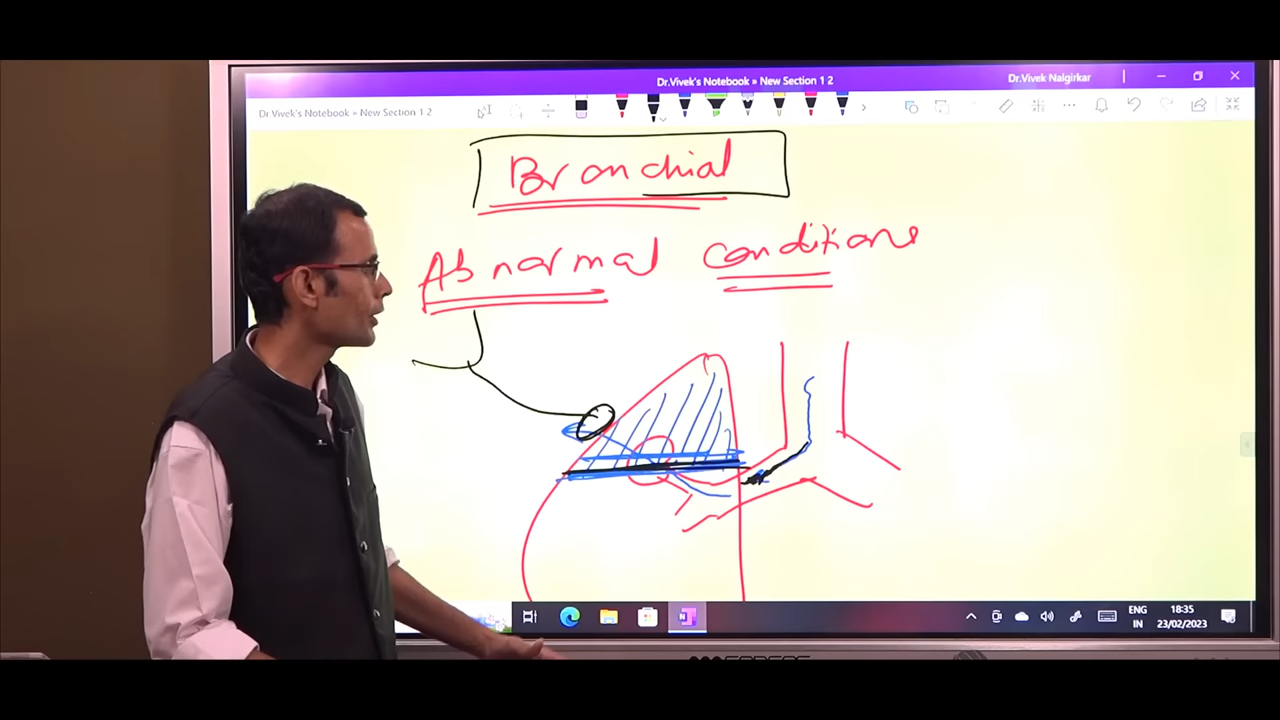 Dr.Vivek's Notebook » New Section 1 2
Dr.Vivek Nalgirkar
Dr.Vivek's Notebook » New Section 1 2
Bronchial
Abnormal conditions
ENG
IN
18:35
23/02/2023